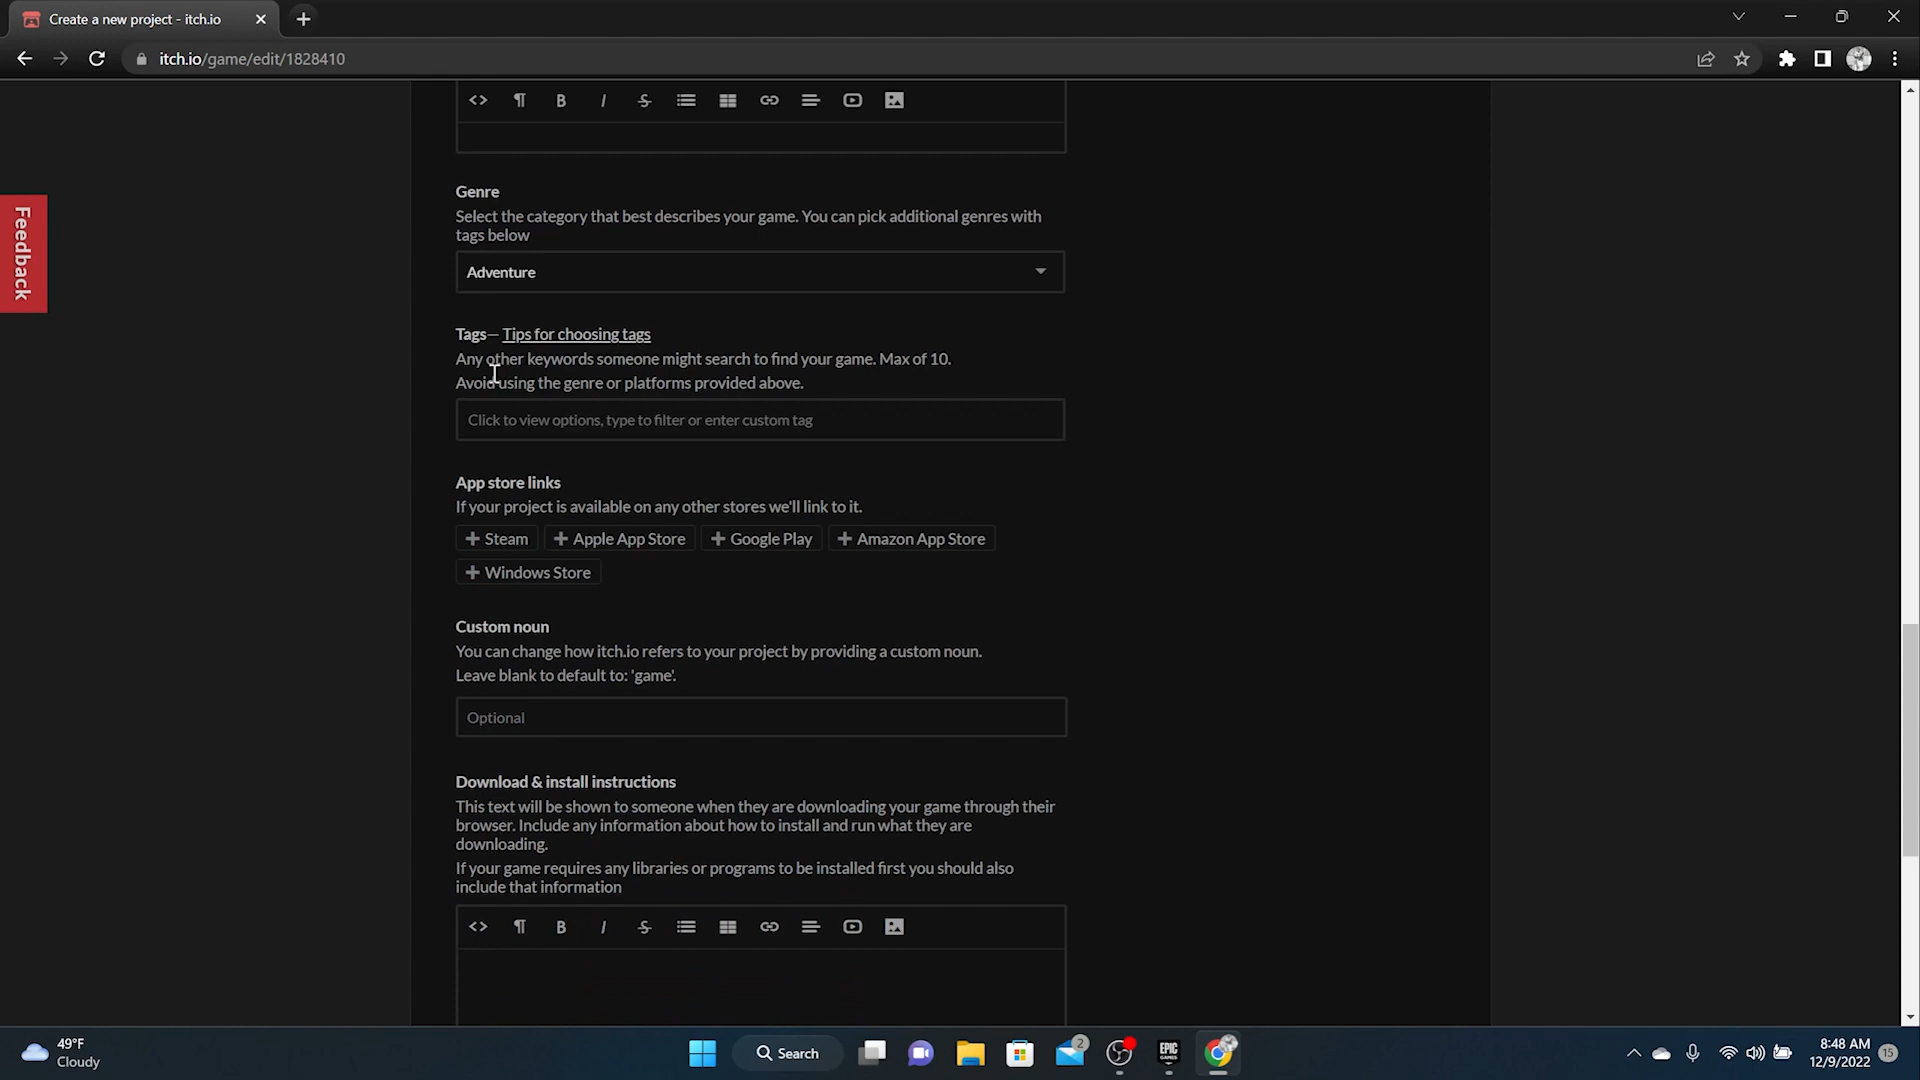 Create a new project - itch.io
itch.io/game/edit/1828410
Feedback
Genre
Select the category that best describes your game. You can pick additional genres with
tags below
Adventure
Tags— Tips for choosing tags
Any other keywords someone might search to find your game. Max of 10.
Avoid using the genre or platforms provided above.
Click to view options, type to filter or enter custom tag
App store links
If your project is available on any other stores we'll link to it.
Steam Apple App Store Google Play Amazon App Store
Windows Store
Custom noun
You can change how itch.io refers to your project by providing a custom noun.
Leave blank to default to: 'game'.
Optional
Download & install instructions
This text will be shown to someone when they are downloading your game through their
browser. Include any information about how to install and run what they are
downloading.
If your game requires any libraries or programs to be installed first you should also
include that information
49°F
Cloudy
Search
2
EPIC
GAMES
8:48 AM
12/9/2022
15